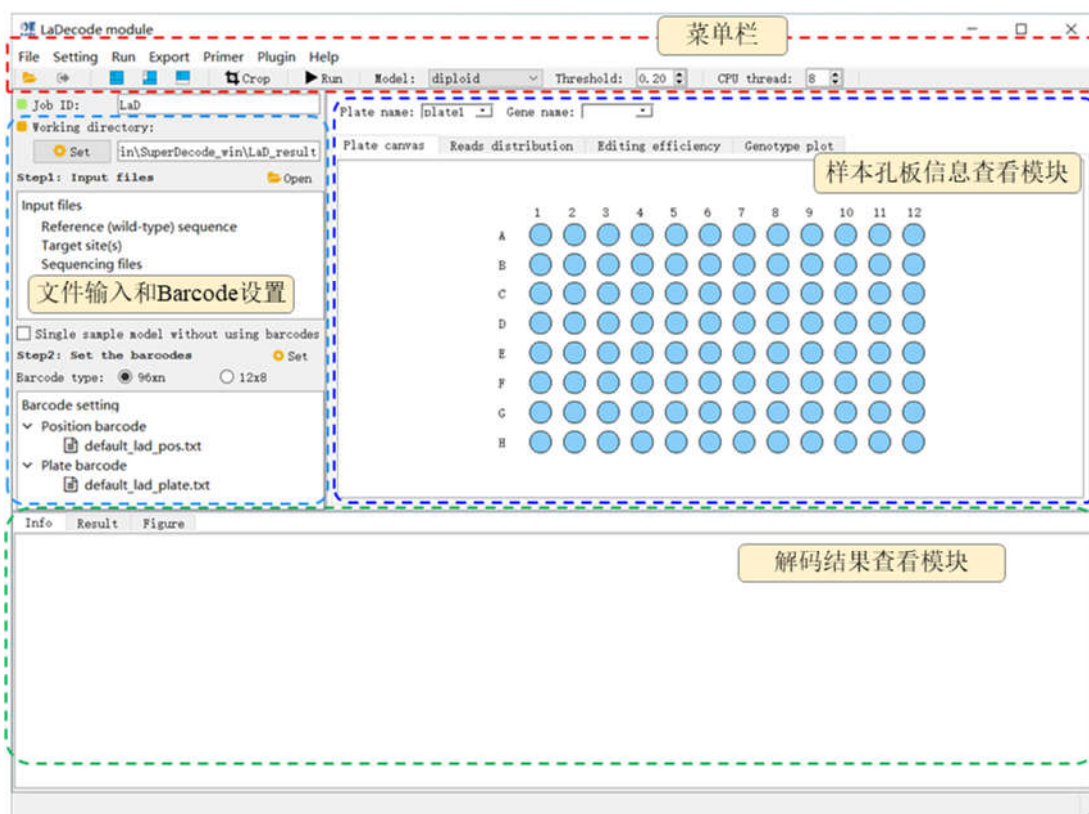 LaDecode module
菜单栏
File Setting Run Export Primer Plugin Help
Crop Run Model: diploid Threshold: 0.20 CPU thread: 8
Job ID: LaD
Working directory:
Set in\SuperDecode_win\LaD_result
Step1: Input files Open
Input files
Reference (wild-type) sequence
Target site(s)
Sequencing files
文件输入和Barcode设置
Single sample model without using barcodes
Step2: Set the barcodes Set
Barcode type: 96xn 12x8
Barcode setting
Position barcode
default_lad_pos.txt
Plate barcode
default_lad_plate.txt
Plate name: plate1 Gene name:
Plate canvas Reads distribution Editing efficiency Genotype plot
样本孔板信息查看模块
1 2 3 4 5 6 7 8 9 10 11 12
A
B
C
D
E
F
G
H
Info Result Figure
解码结果查看模块